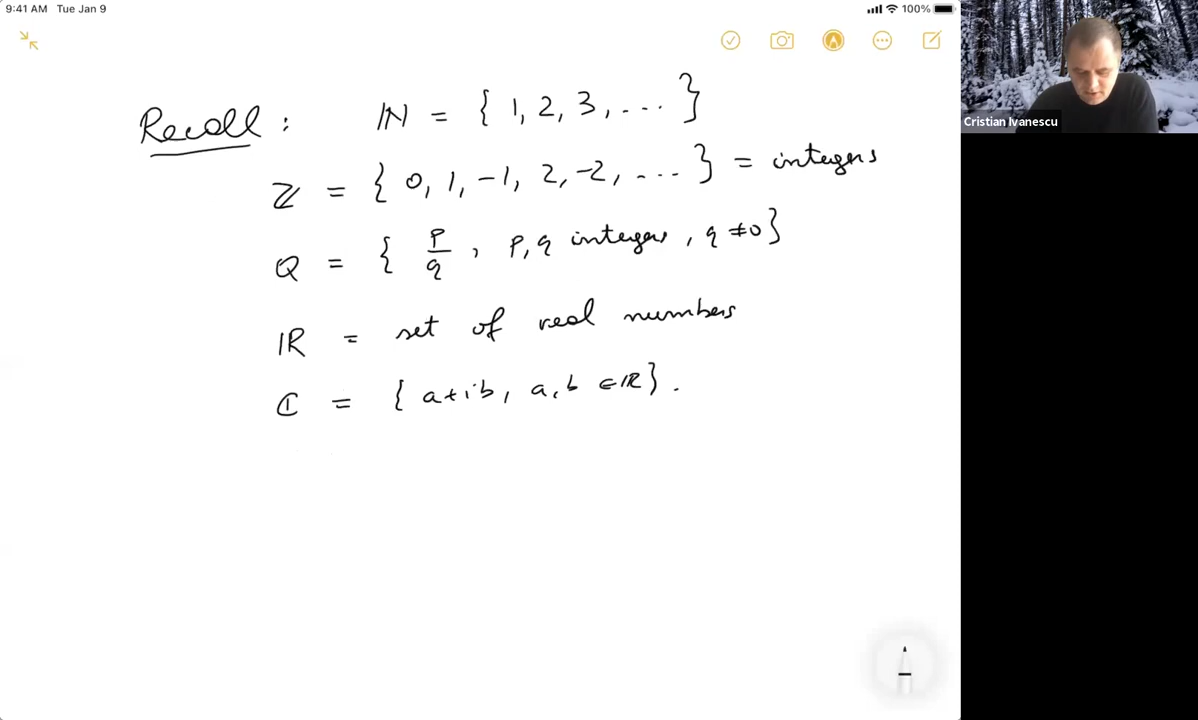 9:41 AM Tue Jan 9
100%
Recall : ℕ = { 1, 2, 3, ... }
ℤ = { 0, 1, -1, 2, -2, ... } = integers
Q = { p/q , p, q integers, q ≠ 0 }
ℝ = set of real numbers
ℂ = { a + ib, a, b ∈ ℝ } .
Cristian Ivanescu